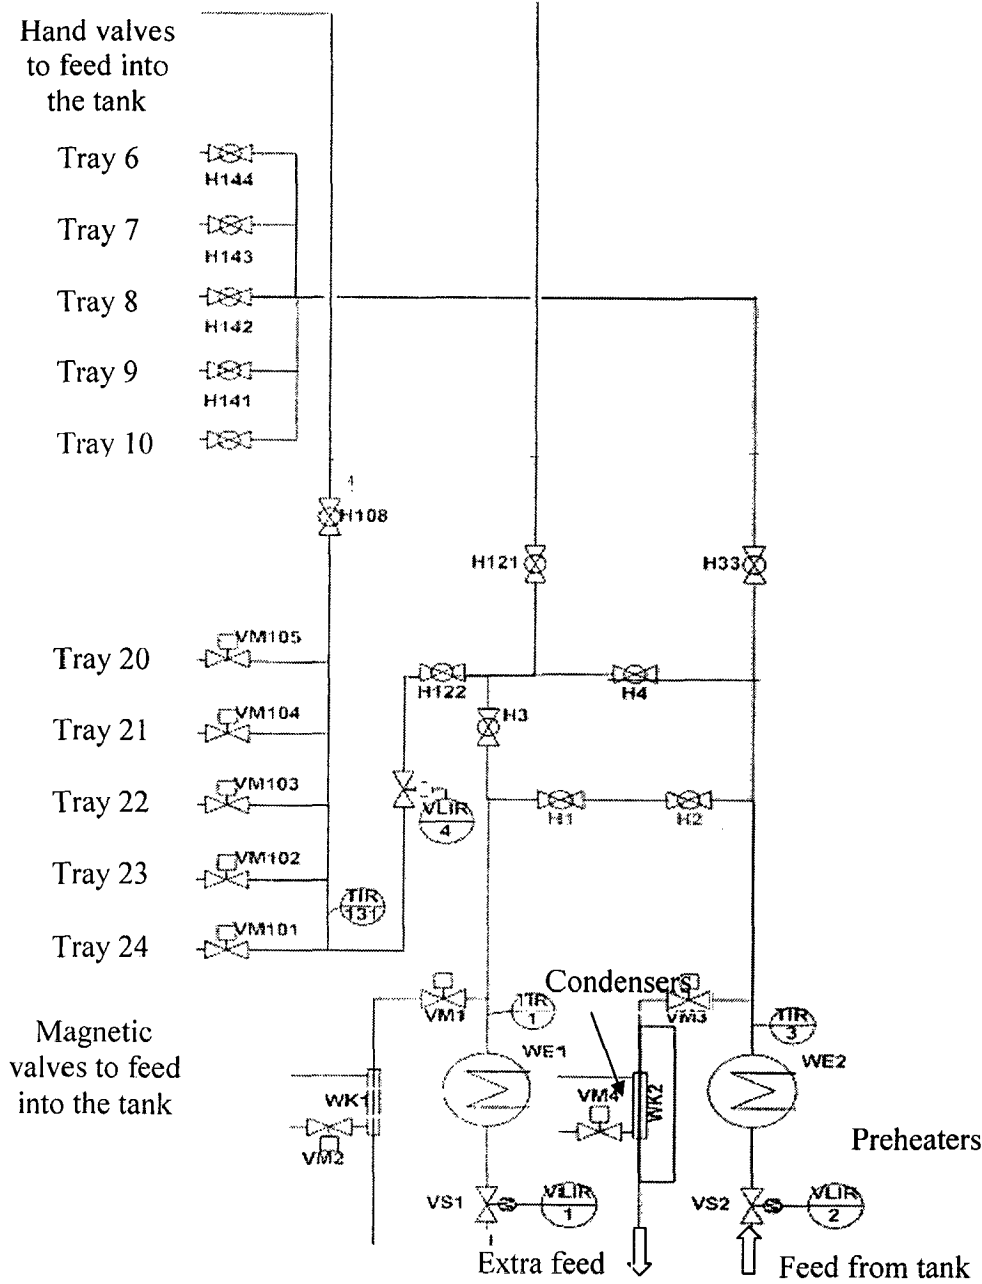 Hand valves
to feed into
the tank
Tray 6
H144
Tray 7
H143
Tray 8
H142
Tray 9
H141
Tray 10
H108
H121
H33
Tray 20
VM105
H122
H4
Tray 21
VM104
H3
Tray 22
VM103
VLIR
4
H1
H2
Tray 23
VM102
TIR
131
Tray 24
VM101
Condensers
VM1
TIR
1
VM3
TIR
3
Magnetic
valves to feed
into the tank
WE1
WE2
WK1
VM4
WK2
VM2
Preheaters
VS1
VLIR
1
VS2
VLIR
2
Extra feed
Feed from tank